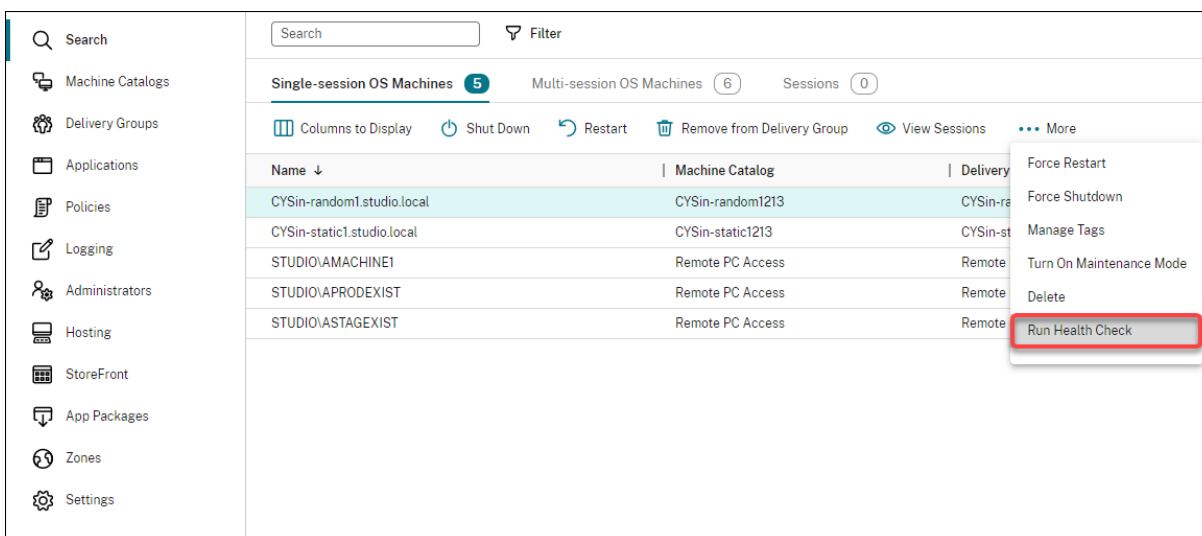 Search
Machine Catalogs
Delivery Groups
Applications
Policies
Logging
Administrators
Hosting
StoreFront
App Packages
Zones
Settings
Search
Filter
Single-session OS Machines 5
Multi-session OS Machines 6
Sessions 0
Columns to Display
Shut Down
Restart
Remove from Delivery Group
View Sessions
More
Name Machine Catalog Delivery
CYSin-random1.studio.local CYSin-random1213 CYSin-ra
CYSin-static1.studio.local CYSin-static1213 CYSin-st
STUDIO\AMACHINE1 Remote PC Access Remote
STUDIO\APRODEXIST Remote PC Access Remote
STUDIO\ASTAGEXIST Remote PC Access Remote
Force Restart
Force Shutdown
Manage Tags
Turn On Maintenance Mode
Delete
Run Health Check